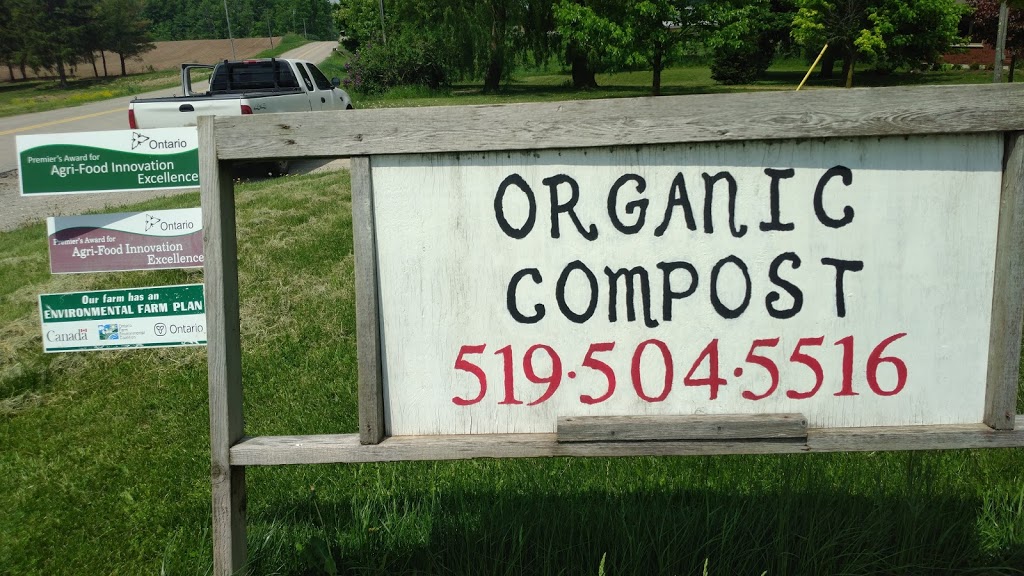 Ontario
Premier's Award for
Agri-Food Innovation
Excellence
Ontario
Premier's Award for
Agri-Food Innovation
Excellence
Our farm has an
ENVIRONMENTAL FARM PLAN
Canada
Ontario
ORGANIC
COMPOST
519·504·5516